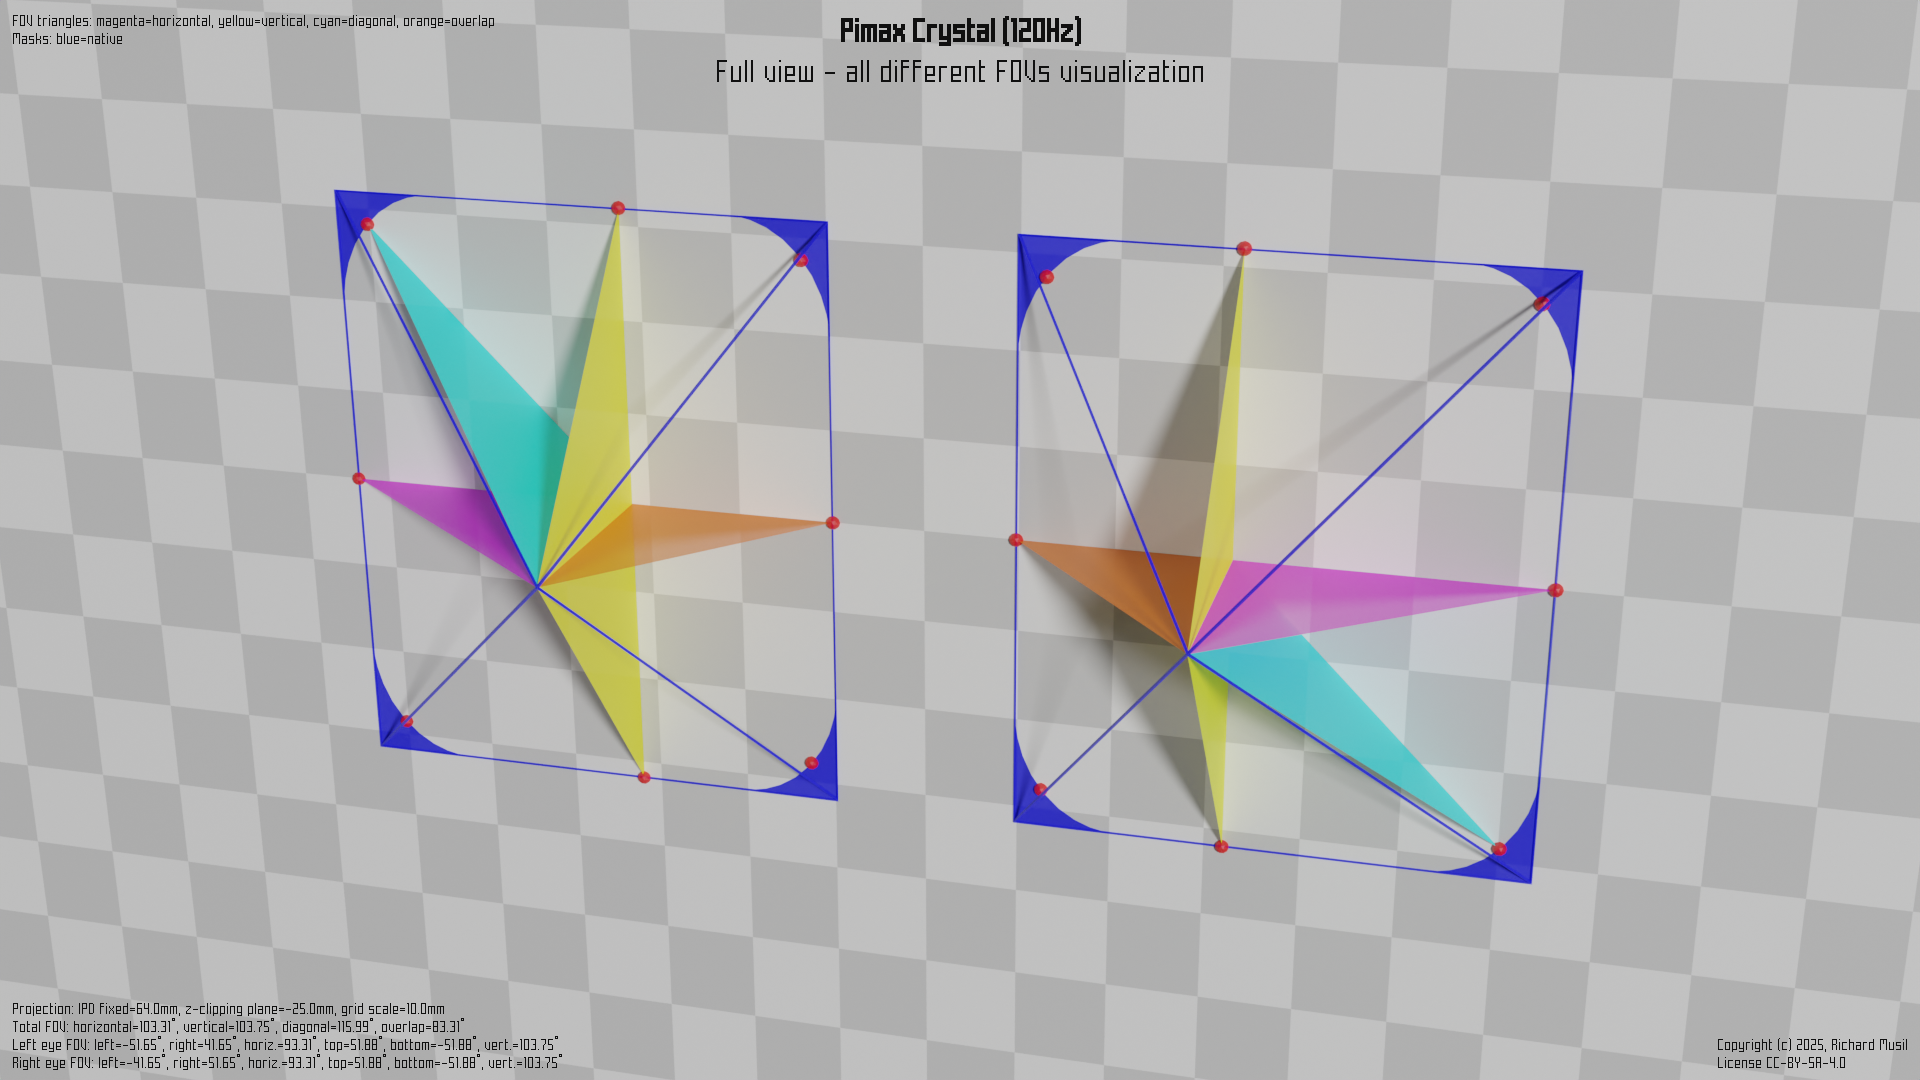 FOV triangles: magenta=horizontal, yellow=vertical, cyan=diagonal, orange=overlap
Masks: blue=native
Pimax Crystal (120Hz)
Full view - all different FOVs visualization
Projection: IPD fixed=64.0mm, z-clipping plane=-25.0mm, grid scale=10.0mm
Total FOV: horizontal=103.31°, vertical=103.75°, diagonal=115.99°, overlap=83.31°
Left eye FOV: left=-51.65°, right=41.65°, horiz.=93.31°, top=51.88°, bottom=-51.88°, vert.=103.75°
Right eye FOV: left=-41.65°, right=51.65°, horiz.=93.31°, top=51.88°, bottom=-51.88°, vert.=103.75°
Copyright (c) 2025, Richard Musil
License CC-BY-SA-4.0